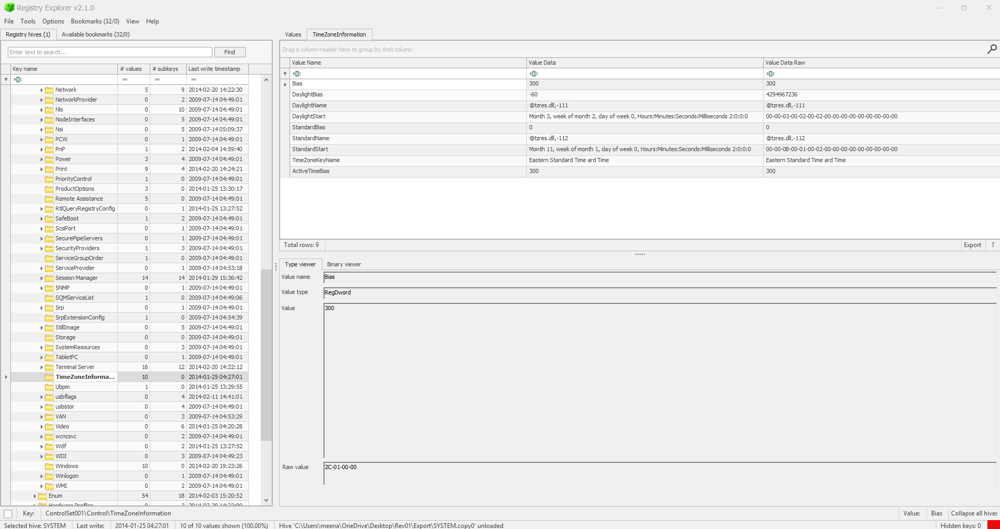 Registry Explorer v2.1.0
File Tools Options Bookmarks (32/0) View Help
Registry hives (1) Available bookmarks (32/0)
Enter text to search... Find
Key name # values # subkeys Last write timestamp
ABC = = =
Network 5 9 2014-02-20 14:22:30
NetworkProvider 0 2 2009-07-14 04:49:01
Nls 0 10 2009-07-14 04:49:01
NodeInterfaces 0 5 2009-07-14 04:49:01
Nsi 0 5 2009-07-14 05:09:37
PCW 0 1 2009-07-14 04:49:01
PnP 1 2 2014-02-04 14:59:40
Power 3 4 2009-07-14 04:49:01
Print 9 4 2014-02-20 14:24:21
PriorityControl 1 0 2009-07-14 04:49:01
ProductOptions 3 0 2014-01-25 13:30:17
Remote Assistance 5 0 2009-07-14 04:49:01
RtlQueryRegistryConfig 0 1 2014-01-25 13:27:52
SafeBoot 1 2 2009-07-14 04:49:01
ScsiPort 0 1 2009-07-14 04:49:01
SecurePipeServers 0 1 2009-07-14 04:49:01
SecurityProviders 1 3 2009-07-14 04:49:01
ServiceGroupOrder 1 0 2009-07-14 04:49:01
ServiceProvider 0 1 2009-07-14 04:53:18
Session Manager 14 14 2014-01-29 15:36:42
SNMP 0 1 2009-07-14 04:49:01
SQMServiceList 1 0 2009-07-14 04:49:06
Srp 0 1 2009-07-14 04:49:01
SrpExtensionConfig 1 0 2009-07-14 04:54:39
StillImage 0 5 2009-07-14 04:49:01
Storage 0 0 2009-07-14 04:49:01
SystemResources 0 3 2009-07-14 04:49:01
TabletPC 0 1 2009-07-14 04:49:01
Terminal Server 16 12 2014-02-20 14:22:12
TimeZoneInforma... 10 0 2014-01-25 04:27:01
Ubpm 1 0 2014-01-25 13:29:55
usbflags 0 4 2014-02-11 14:41:01
usbstor 0 4 2009-07-14 04:49:01
VAN 0 3 2009-07-14 04:53:29
Video 0 6 2014-01-25 04:20:28
wcncsvc 0 2 2009-07-14 04:49:01
Wdf 0 2 2014-01-25 13:27:52
WDI 0 3 2009-07-14 04:49:23
Windows 10 0 2014-02-20 19:23:26
Winlogon 0 1 2009-07-14 04:49:01
WMI 0 2 2009-07-14 04:49:01
Enum 54 18 2014-02-03 15:20:52
Hardware Profiles 0 2 2014-02-20 14:22:00
Values TimeZoneInformation
Drag a column header here to group by that column
Value Name Value Data Value Data Raw
ABC ABC ABC
Bias 300 300
DaylightBias -60 4294967236
DaylightName @tzres.dll,-111 @tzres.dll,-111
DaylightStart Month 3, week of month 2, day of week 0, Hours:Minutes:Seconds:Milliseconds 2:0:0:0 00-00-03-00-02-00-02-00-00-00-00-00-00-00-00-00
StandardBias 0 0
StandardName @tzres.dll,-112 @tzres.dll,-112
StandardStart Month 11, week of month 1, day of week 0, Hours:Minutes:Seconds:Milliseconds 2:0:0:0 00-00-0B-00-01-00-02-00-00-00-00-00-00-00-00-00
TimeZoneKeyName Eastern Standard Time ard Time Eastern Standard Time ard Time
ActiveTimeBias 300 300
Total rows: 9 Export ?
Type viewer Binary viewer
Value name Bias
Value type RegDword
Value 300
Raw value 2C-01-00-00
Key: ControlSet001\Control\TimeZoneInformation Value: Bias Collapse all hives
Selected hive: SYSTEM Last write: 2014-01-25 04:27:01 10 of 10 values shown (100.00%) Hive 'C:\Users\meena\OneDrive\Desktop\Rev01\Export\SYSTEM.copy0' unloaded Hidden keys: 0